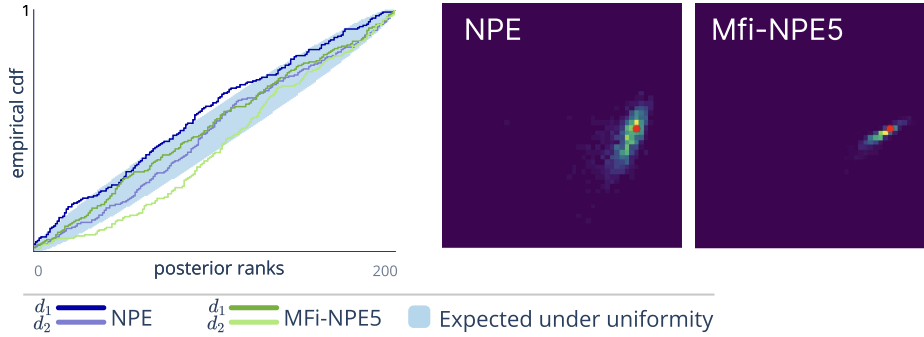 1
empirical cdf
0
posterior ranks
200
NPE
Mfi-NPE5
d₁
d₂
NPE
d₁
d₂
MFi-NPE5
Expected under uniformity